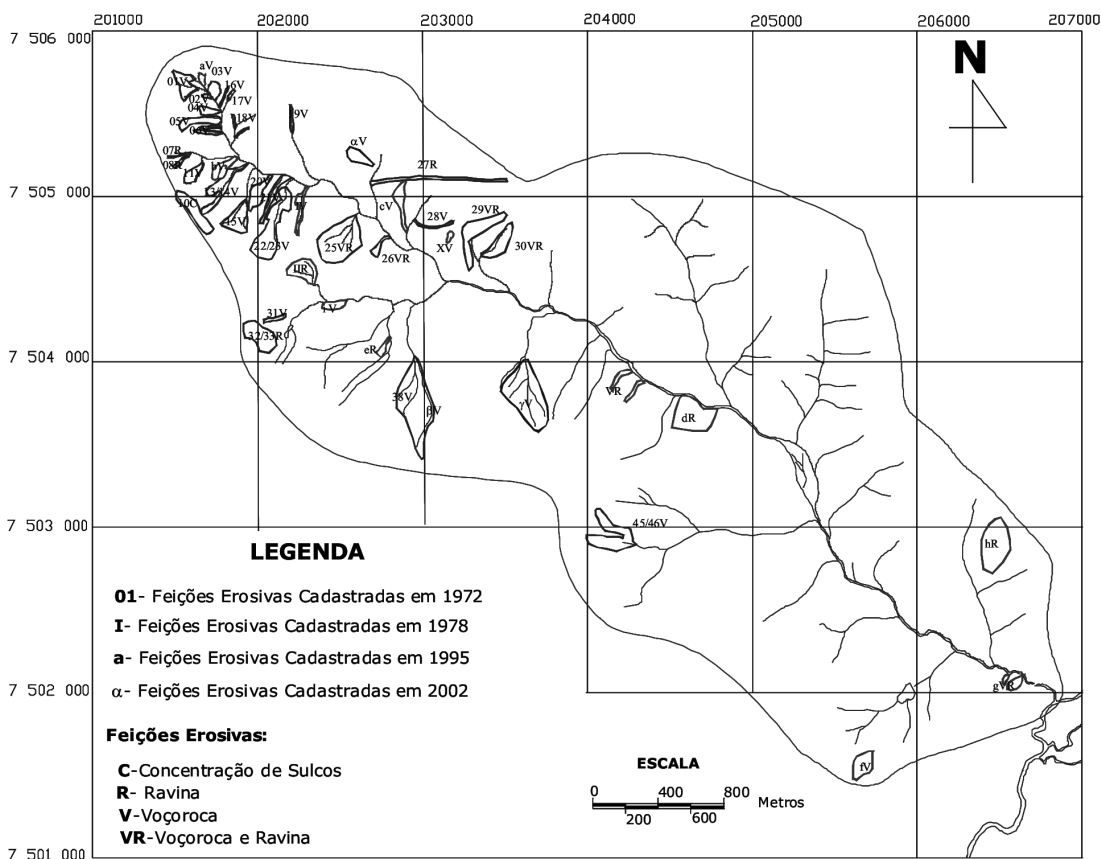 201000 202000 203000 204000 205000 206000 207000
7 506 000
N
aV 03V
01V 16V
02V 17V
04V
05V 18V
9V
αV
07R
08R
27R
7 505 000
13/14V
10C
15V
cV
28V
29VR
22/23V
25VR
26VR
XV
30VR
IIR
31V
32/33R
eR
7 504 000
38V
βV
γV
VR
dR
7 503 000
45/46V
hR
LEGENDA
01- Feições Erosivas Cadastradas em 1972
I- Feições Erosivas Cadastradas em 1978
a- Feições Erosivas Cadastradas em 1995
α- Feições Erosivas Cadastradas em 2002
7 502 000
gVR
Feições Erosivas:
C-Concentração de Sulcos
R- Ravina
V-Voçoroca
VR-Voçoroca e Ravina
fV
ESCALA
0 400 800 Metros
200 600
7 501 000